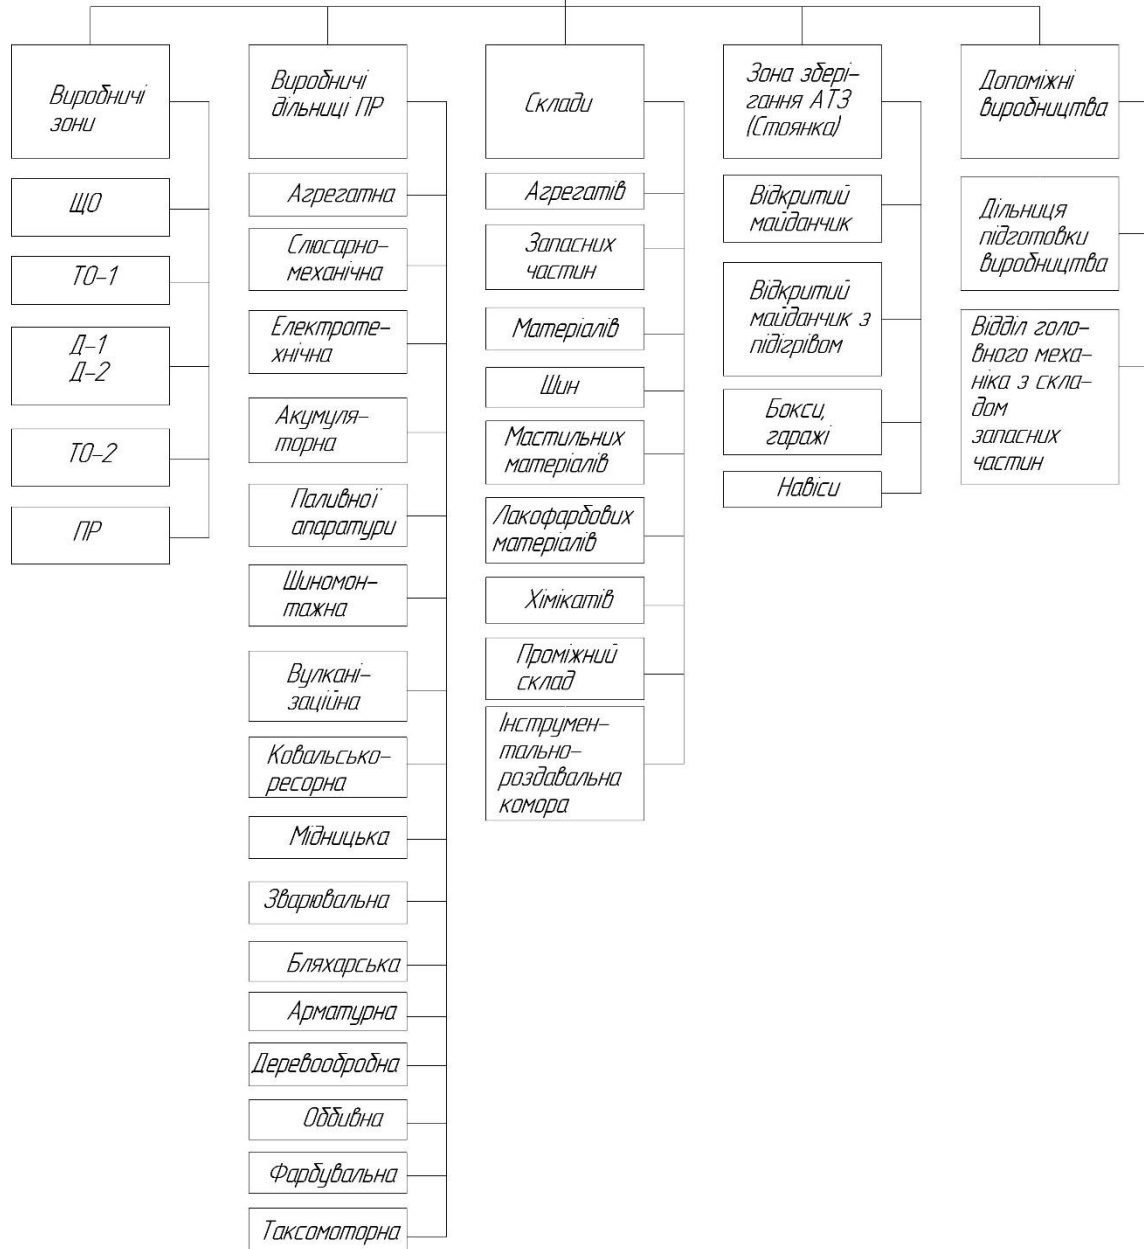 Виробничі
зони
ЩО
ТО-1
Д-1
Д-2
ТО-2
ПР
Виробничі
дільниці ПР
Агрегатна
Слюсарно-
механічна
Електроте-
хнічна
Акумуля-
торна
Паливної
апаратури
Шиномон-
тажна
Вулкані-
заційна
Ковальсько-
ресорна
Мідницька
Зварювальна
Бляхарська
Арматурна
Деревообробна
Оббивна
Фарбувальна
Таксомоторна
Склади
Агрегатів
Запасних
частин
Матеріалів
Шин
Мастильних
матеріалів
Лакофарбових
матеріалів
Хімікатів
Проміжний
склад
Інструмен-
тально-
роздавальна
комора
Зона збері-
гання АТЗ
(Стоянка)
Відкритий
майданчик
Відкритий
майданчик з
підігрівом
Бокси,
гаражі
Навіси
Допоміжні
виробництва
Дільниця
підготовки
виробництва
Відділ голо-
вного меха-
ніка з скла-
дом
запасних
частин